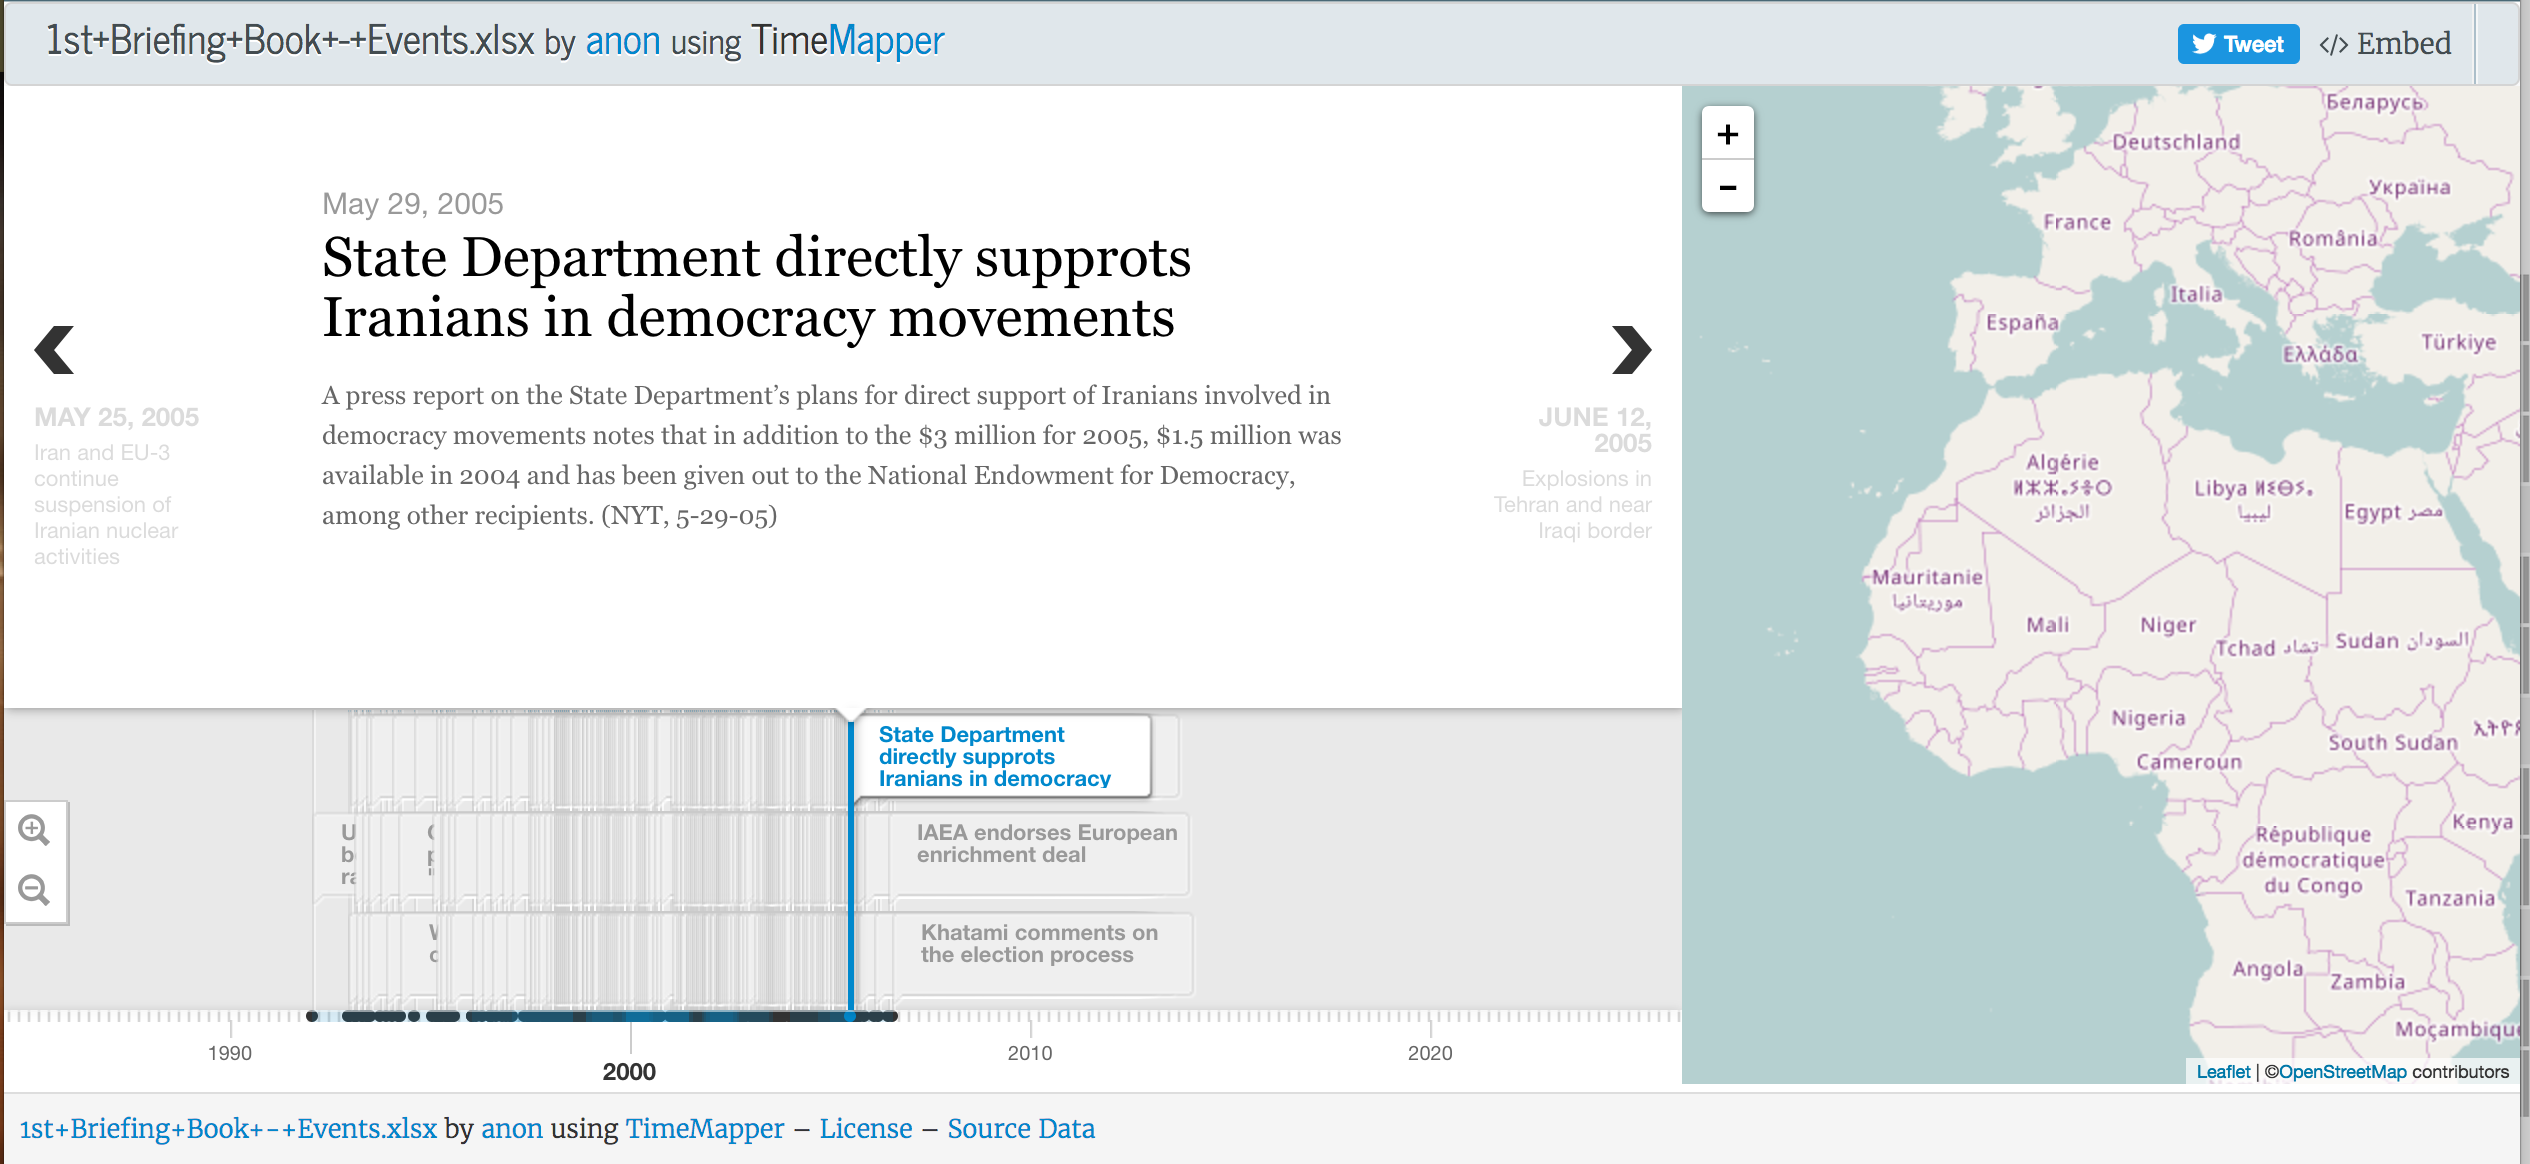 1st+Briefing+Book+-+Events.xlsx by anon using TimeMapper
Tweet
</> Embed
May 29, 2005
State Department directly supprots
Iranians in democracy movements
A press report on the State Department’s plans for direct support of Iranians involved in
democracy movements notes that in addition to the $3 million for 2005, $1.5 million was
available in 2004 and has been given out to the National Endowment for Democracy,
among other recipients. (NYT, 5-29-05)
MAY 25, 2005
Iran and EU-3
continue
suspension of
Iranian nuclear
activities
JUNE 12,
2005
Explosions in
Tehran and near
Iraqi border
State Department
directly supprots
Iranians in democracy
IAEA endorses European
enrichment deal
Khatami comments on
the election process
1990
2000
2010
2020
+
-
Беларусь
Deutschland
Україна
France
România
Italia
España
Ελλάδα
Türkiye
Algérie
ⵍⵣⵣⴰⵢⴻⵔ
الجزائر
Libya ⵍⵉⴱⵢⴰ
ليبيا
Egypt مصر
Mauritanie
موريتانيا
Mali
Niger
Tchad تشاد
Sudan السودان
Nigeria
South Sudan
Cameroun
Kenya
République
démocratique
du Congo
Tanzania
Angola
Zambia
Moçambique
Leaflet | ©OpenStreetMap contributors
1st+Briefing+Book+-+Events.xlsx by anon using TimeMapper – License – Source Data